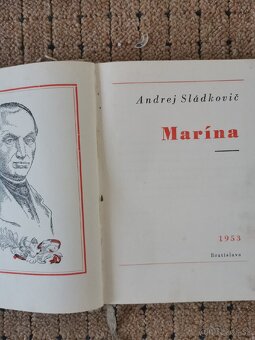 Andrej Sládkovič
Marína
1953
Bratislava